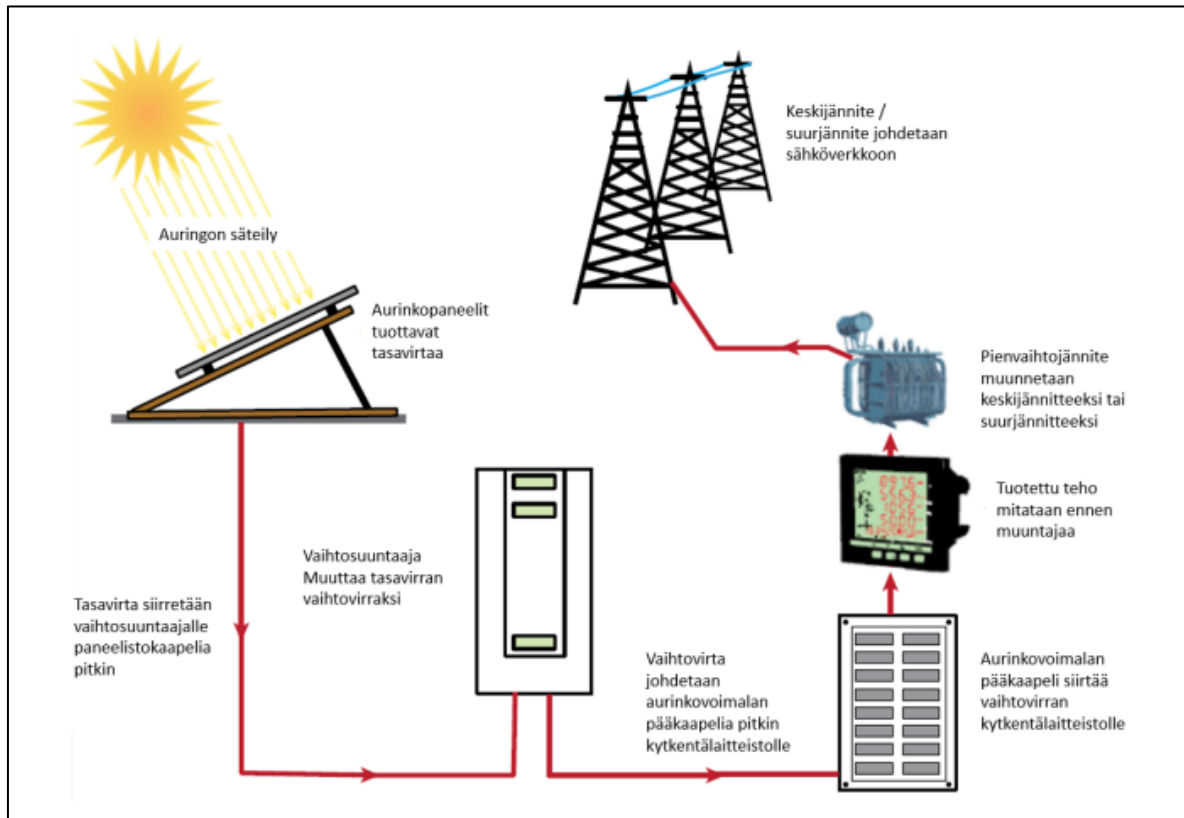 Auringon säteily
Aurinkopaneelit
tuottavat
tasavirtaa
Tasavirta siirretään
vaihtosuuntaajalle
paneelistokaapelia
pitkin
Vaihtosuuntaaja
Muuttaa tasavirran
vaihtovirraksi
Vaihtovirta
johdetaan
aurinkovoimalan
pääkaapelia pitkin
kytkentälaitteistolle
Aurinkovoimalan
pääkaapeli siirtää
vaihtovirran
kytkentälaitteistolle
Tuotettu teho
mitataan ennen
muuntajaa
Pienvaihtojännite
muunnetaan
keskijännitteeksi tai
suurjännitteeksi
Keskijännite /
suurjännite johdetaan
sähköverkkoon